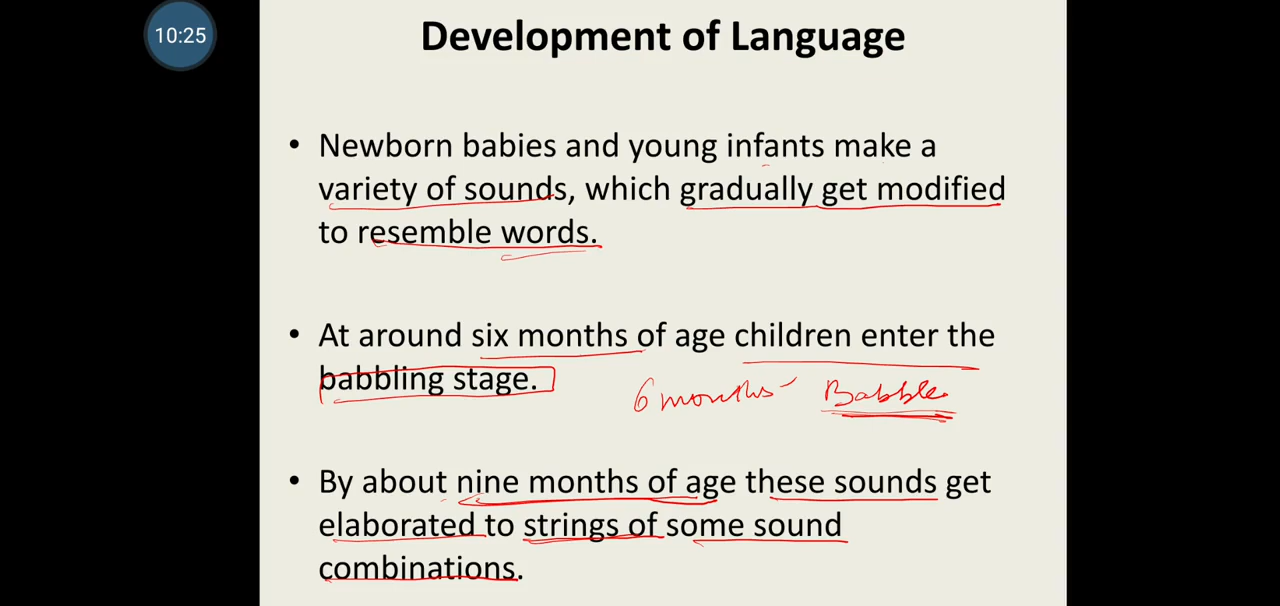 10:25
Development of Language
• Newborn babies and young infants make a
variety of sounds, which gradually get modified
to resemble words.
• At around six months of age children enter the
babbling stage.
6 months - Babble
• By about nine months of age these sounds get
elaborated to strings of some sound
combinations.